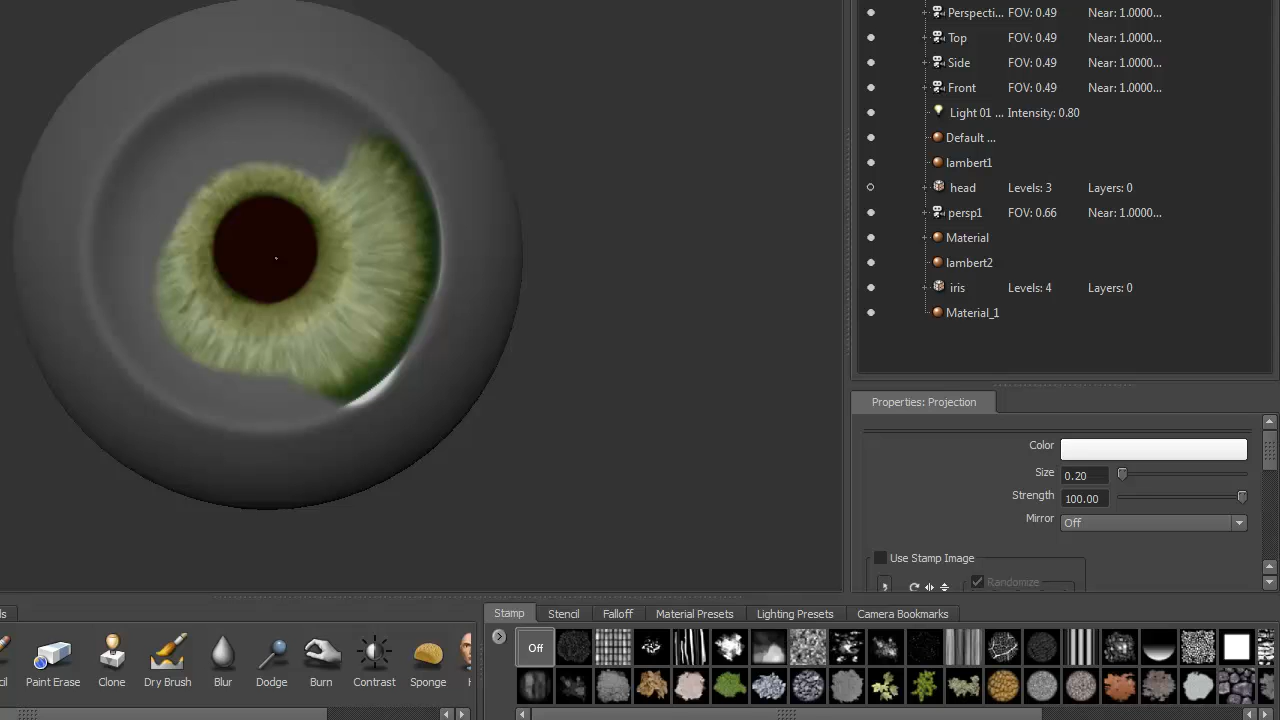 Perspecti... FOV: 0.49 Near: 1.0000...
Top FOV: 0.49 Near: 1.0000...
Side FOV: 0.49 Near: 1.0000...
Front FOV: 0.49 Near: 1.0000...
Light 01 ... Intensity: 0.80
Default ...
lambert1
head Levels: 3 Layers: 0
persp1 FOV: 0.66 Near: 1.0000...
Material
lambert2
iris Levels: 4 Layers: 0
Material_1
Properties: Projection
Color
Size 0.20
Strength 100.00
Mirror Off
Use Stamp Image
Randomize
Stamp Stencil Falloff Material Presets Lighting Presets Camera Bookmarks
Off
Paint Erase Clone Dry Brush Blur Dodge Burn Contrast Sponge